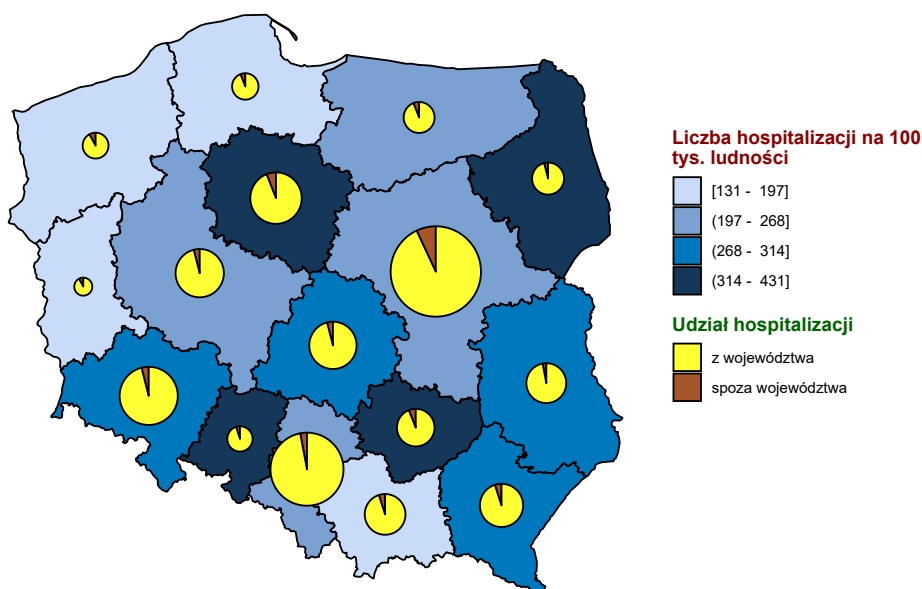 Liczba hospitalizacji na 100
tys. ludności
[131 - 197]
(197 - 268]
(268 - 314]
(314 - 431]
Udział hospitalizacji
z województwa
spoza województwa